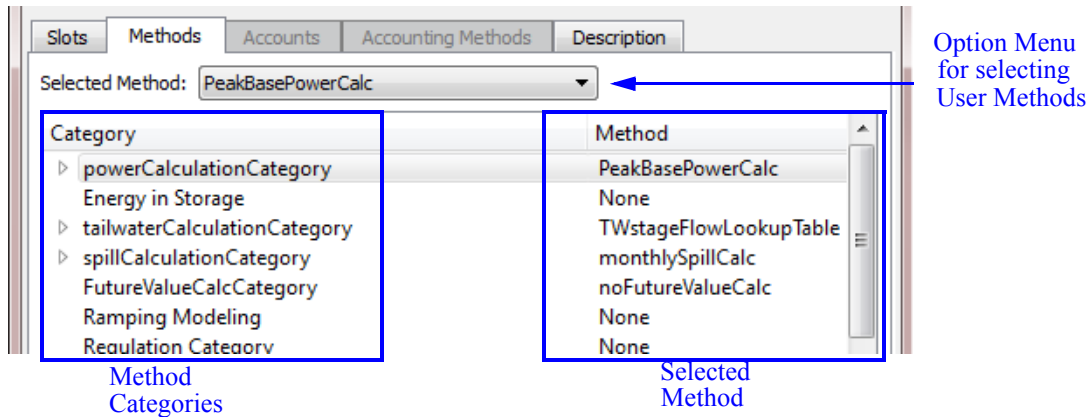 Slots Methods Accounts Accounting Methods Description
Selected Method: PeakBasePowerCalc
Option Menu
for selecting
User Methods
Category Method
powerCalculationCategory PeakBasePowerCalc
Energy in Storage None
tailwaterCalculationCategory TWstageFlowLookupTable
spillCalculationCategory monthlySpillCalc
FutureValueCalcCategory noFutureValueCalc
Ramping Modeling None
Regulation Category None
Method
Categories
Selected
Method